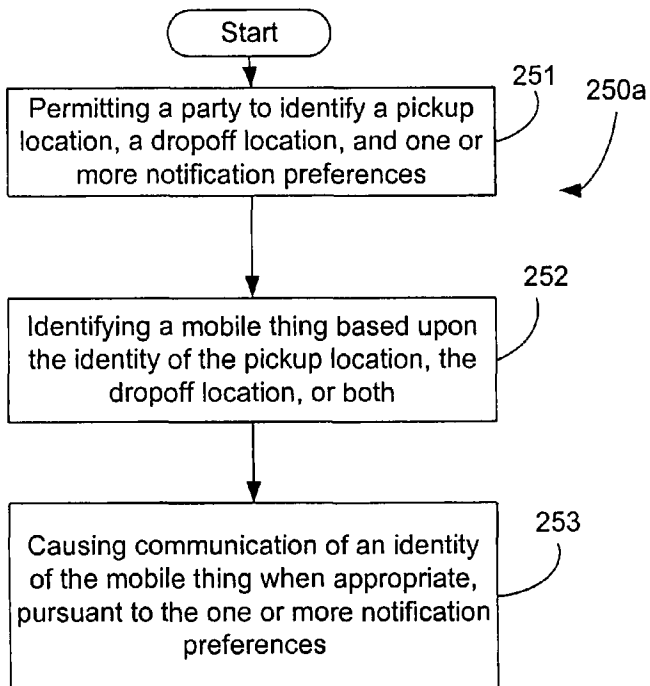 Start
251
250a
Permitting a party to identify a pickup
location, a dropoff location, and one or
more notification preferences
252
Identifying a mobile thing based upon
the identity of the pickup location, the
dropoff location, or both
253
Causing communication of an identity
of the mobile thing when appropriate,
pursuant to the one or more notification
preferences